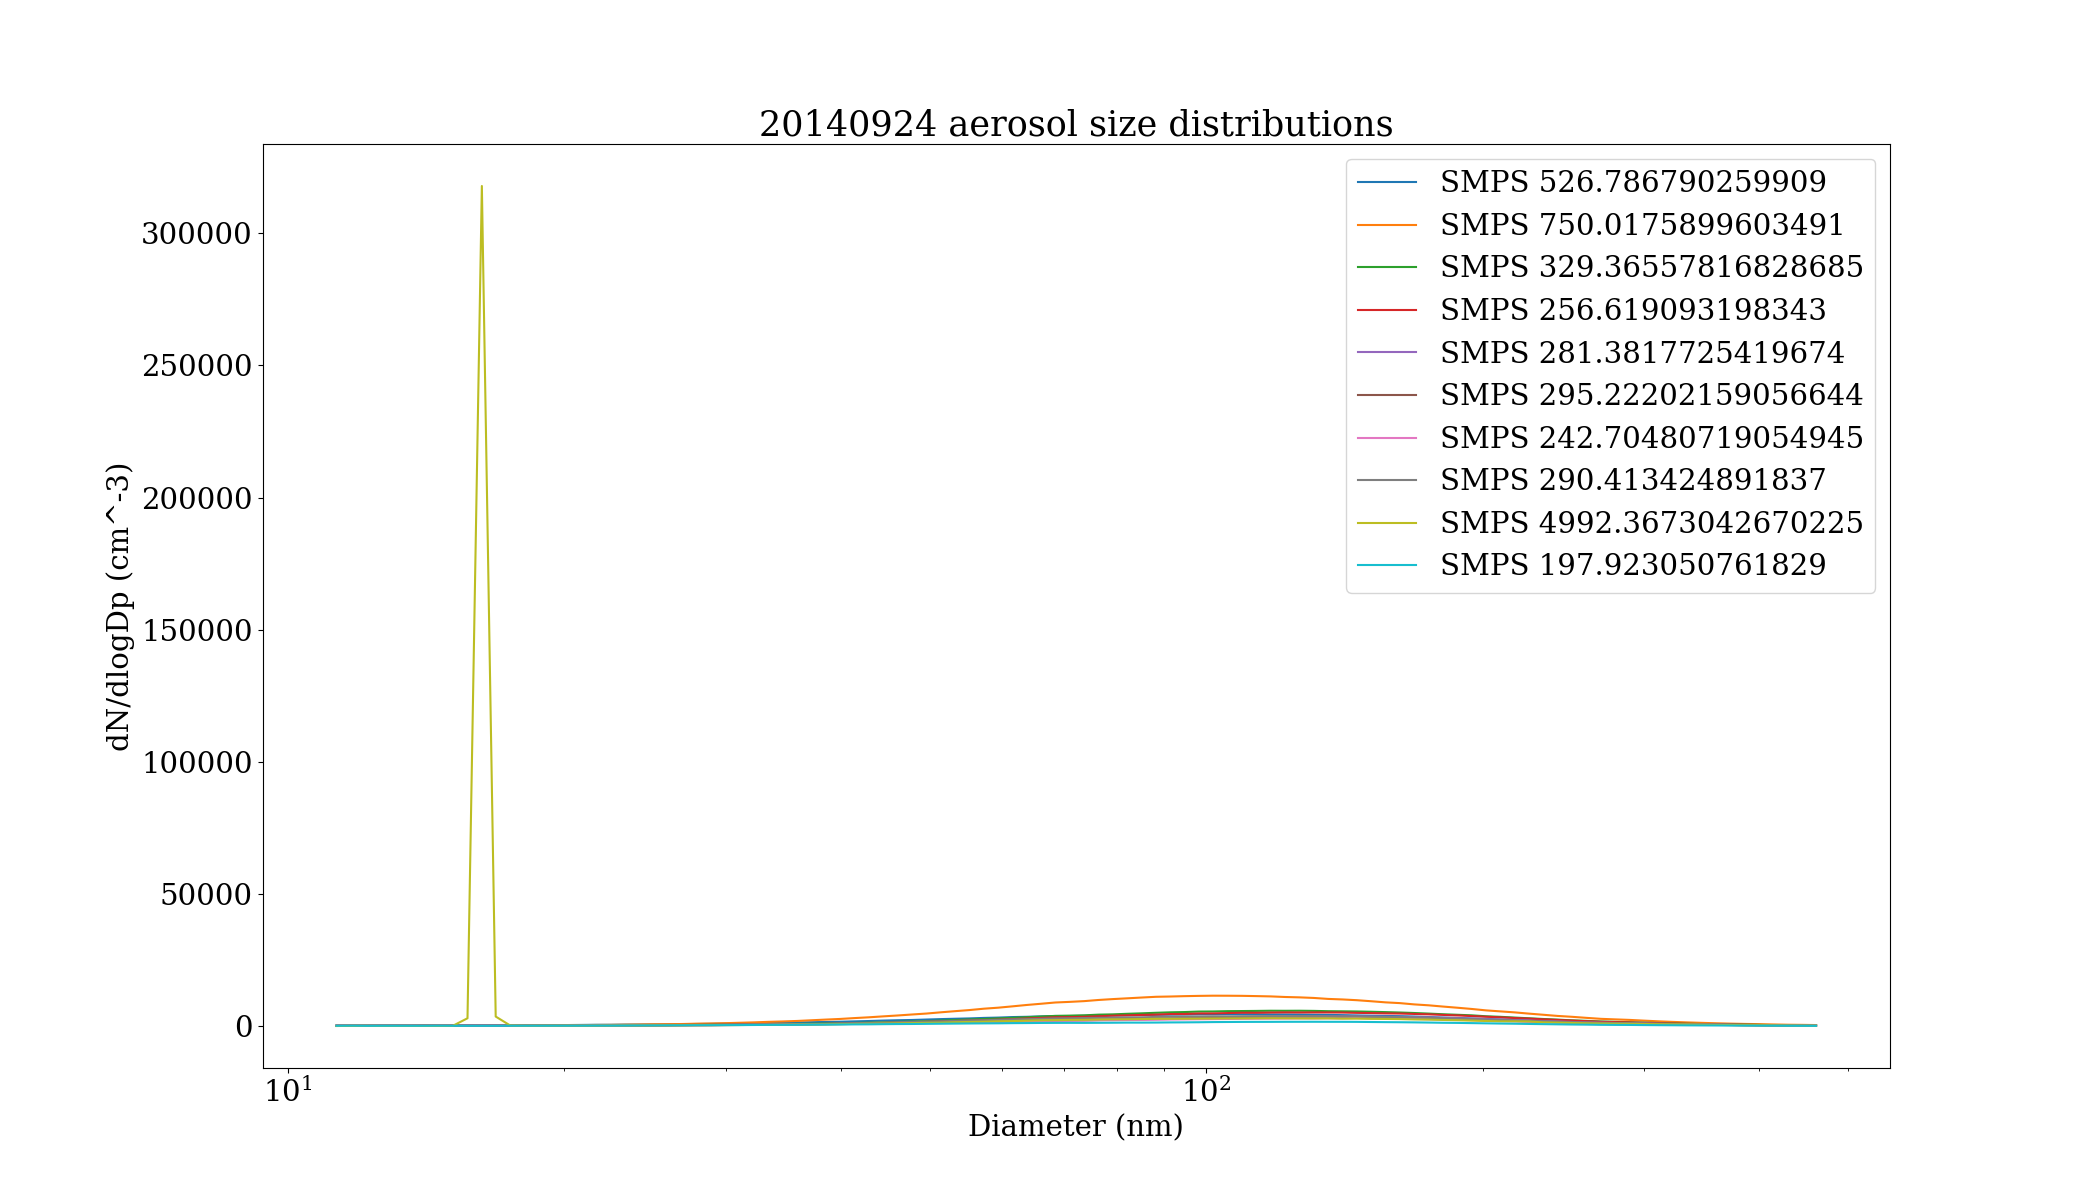 20140924 aerosol size distributions
SMPS 526.786790259909
SMPS 750.0175899603491
SMPS 329.36557816828685
SMPS 256.619093198343
SMPS 281.3817725419674
SMPS 295.22202159056644
SMPS 242.70480719054945
SMPS 290.413424891837
SMPS 4992.3673042670225
SMPS 197.923050761829
dN/dlogDp (cm^-3)
300000
250000
200000
150000
100000
50000
0
10¹ 10²
Diameter (nm)